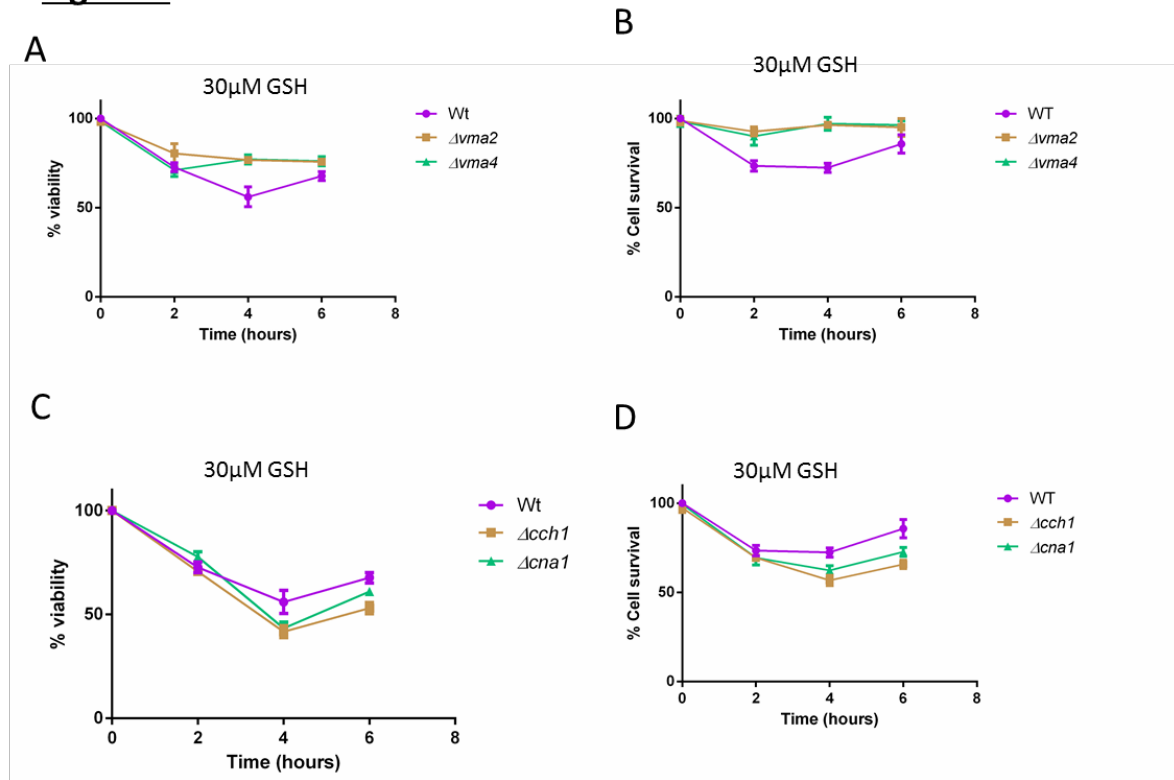 A
30µM GSH
100
50
0
% viability
0 2 4 6 8
Time (hours)
Wt
Δvma2
Δvma4
B
30µM GSH
100
50
0
% Cell survival
0 2 4 6 8
Time (hours)
WT
Δvma2
Δvma4
C
30µM GSH
100
50
0
% viability
0 2 4 6 8
Time (hours)
Wt
Δcch1
Δcna1
D
30µM GSH
100
50
0
% Cell survival
0 2 4 6 8
Time (hours)
WT
Δcch1
Δcna1